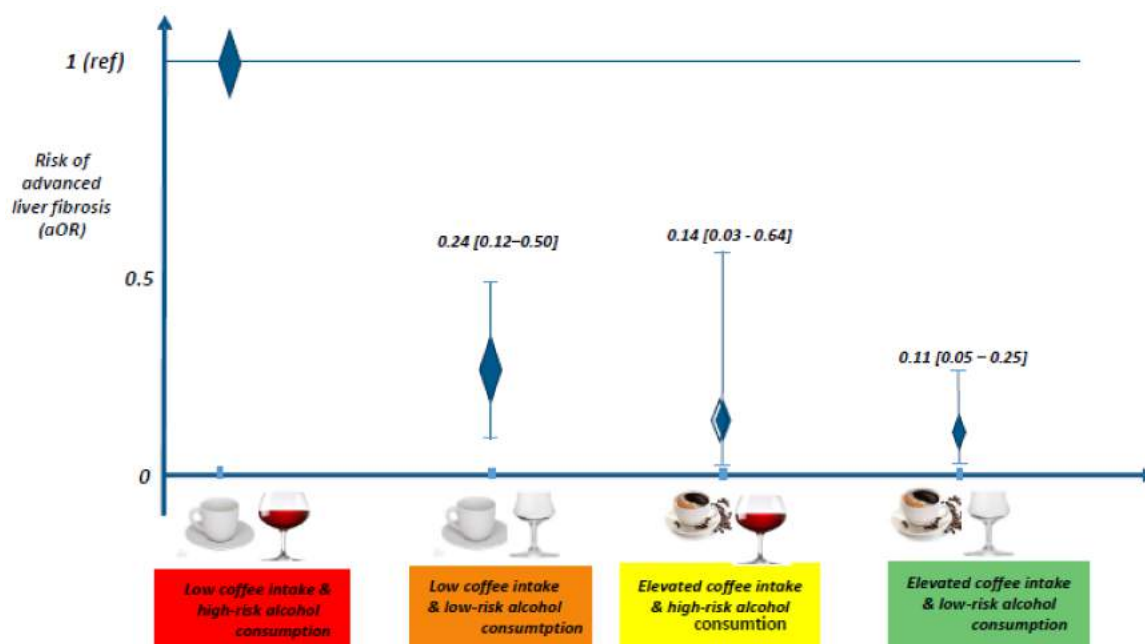 1 (ref)
Risk of
advanced
liver fibrosis
(aOR)
0.24 [0.12–0.50]
0.14 [0.03 - 0.64]
0.5
0.11 [0.05 – 0.25]
0
Low coffee intake &
high-risk alcohol
consumption
Low coffee intake
& low-risk alcohol
consumtption
Elevated coffee intake
& high-risk alcohol
consumtion
Elevated coffee intake
& low-risk alcohol
consumption